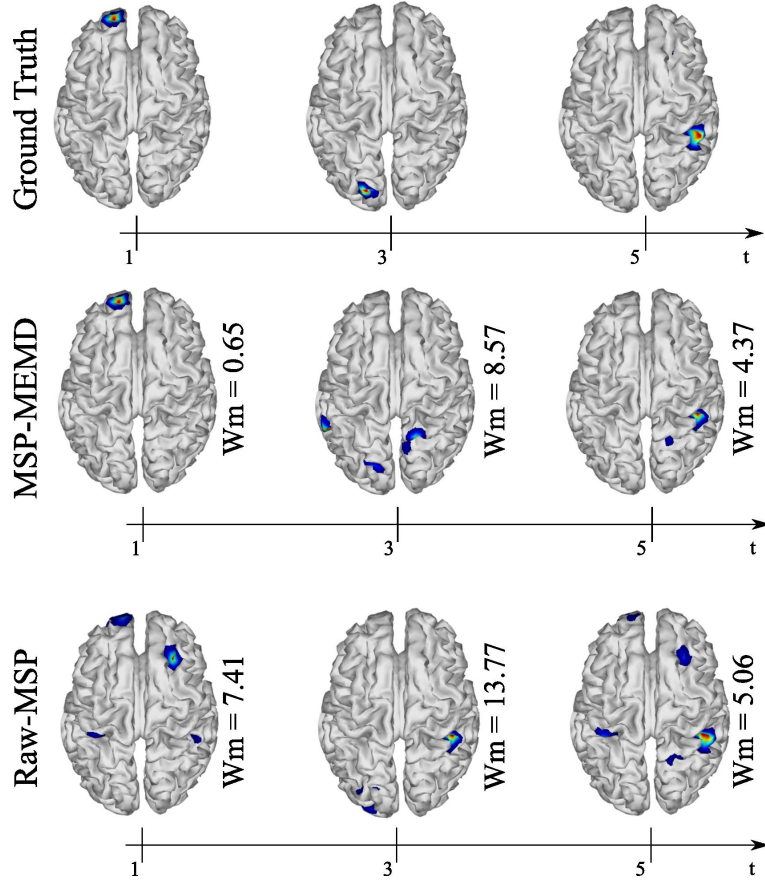 Ground Truth
1
3
5
t
MSP-MEMD
Wm = 0.65
Wm = 8.57
Wm = 4.37
1
3
5
t
Raw-MSP
Wm = 7.41
Wm = 13.77
Wm = 5.06
1
3
5
t